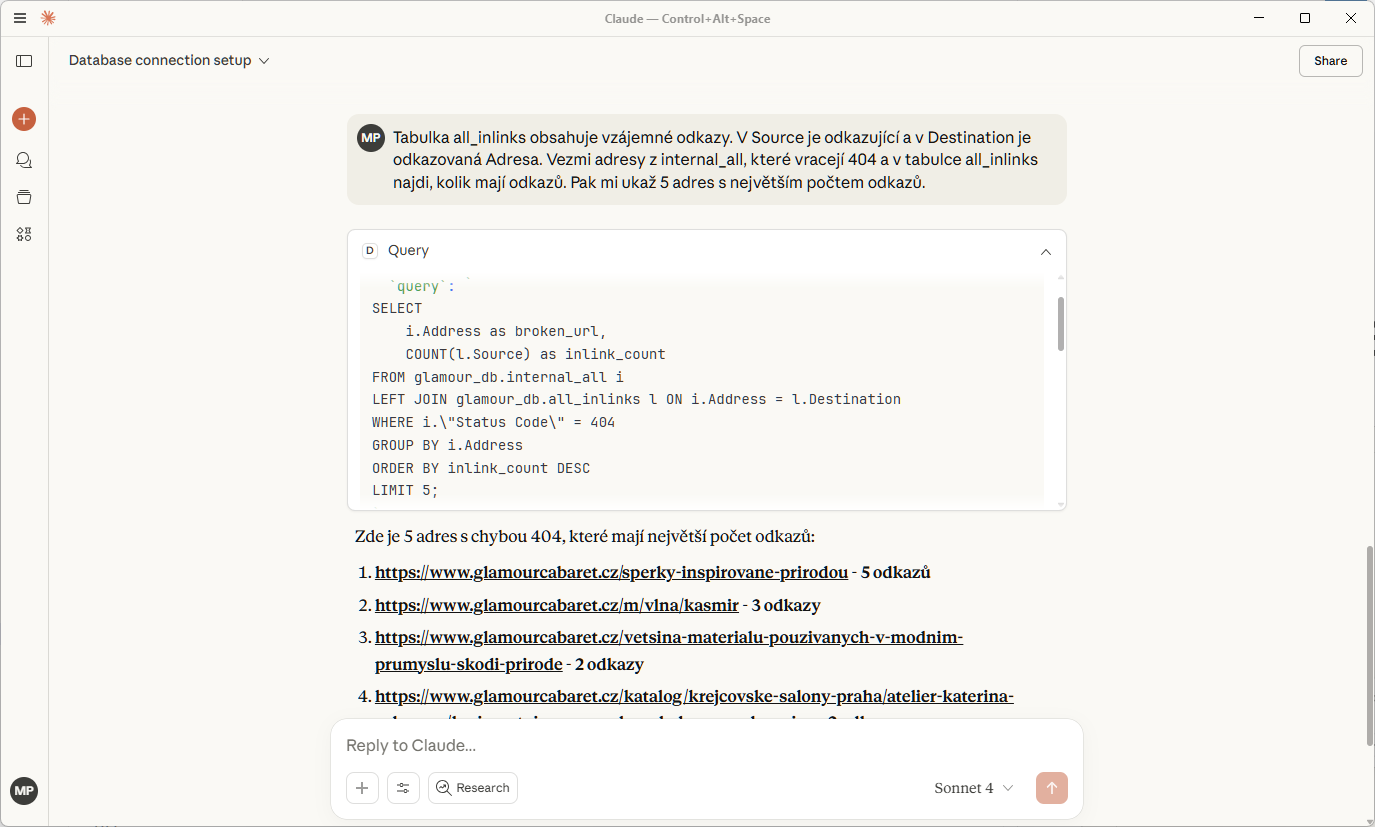 Claude — Control+Alt+Space
Database connection setup
Share
MP
Tabulka all_inlinks obsahuje vzájemné odkazy. V Source je odkazující a v Destination je
odkazovaná Adresa. Vezmi adresy z internal_all, které vracejí 404 a v tabulce all_inlinks
najdi, kolik mají odkazů. Pak mi ukaž 5 adres s největším počtem odkazů.
D Query
`query`:
SELECT
i.Address as broken_url,
COUNT(l.Source) as inlink_count
FROM glamour_db.internal_all i
LEFT JOIN glamour_db.all_inlinks l ON i.Address = l.Destination
WHERE i.\"Status Code\" = 404
GROUP BY i.Address
ORDER BY inlink_count DESC
LIMIT 5;
Zde je 5 adres s chybou 404, které mají největší počet odkazů:
1. https://www.glamourcabaret.cz/sperky-inspirovane-prirodou - 5 odkazů
2. https://www.glamourcabaret.cz/m/vlna/kasmir - 3 odkazy
3. https://www.glamourcabaret.cz/vetsina-materialu-pouzivanych-v-modnim-
prumyslu-skodi-prirode - 2 odkazy
4. https://www.glamourcabaret.cz/katalog/krejcovske-salony-praha/atelier-katerina-
Reply to Claude...
Research
Sonnet 4
MP